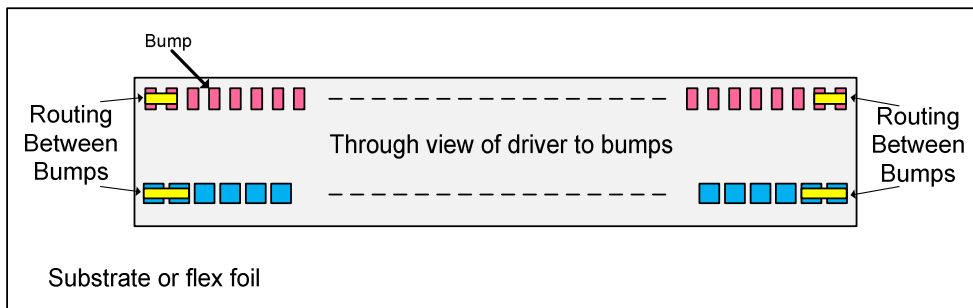 Bump
Routing
Between
Bumps
Through view of driver to bumps
Routing
Between
Bumps
Substrate or flex foil